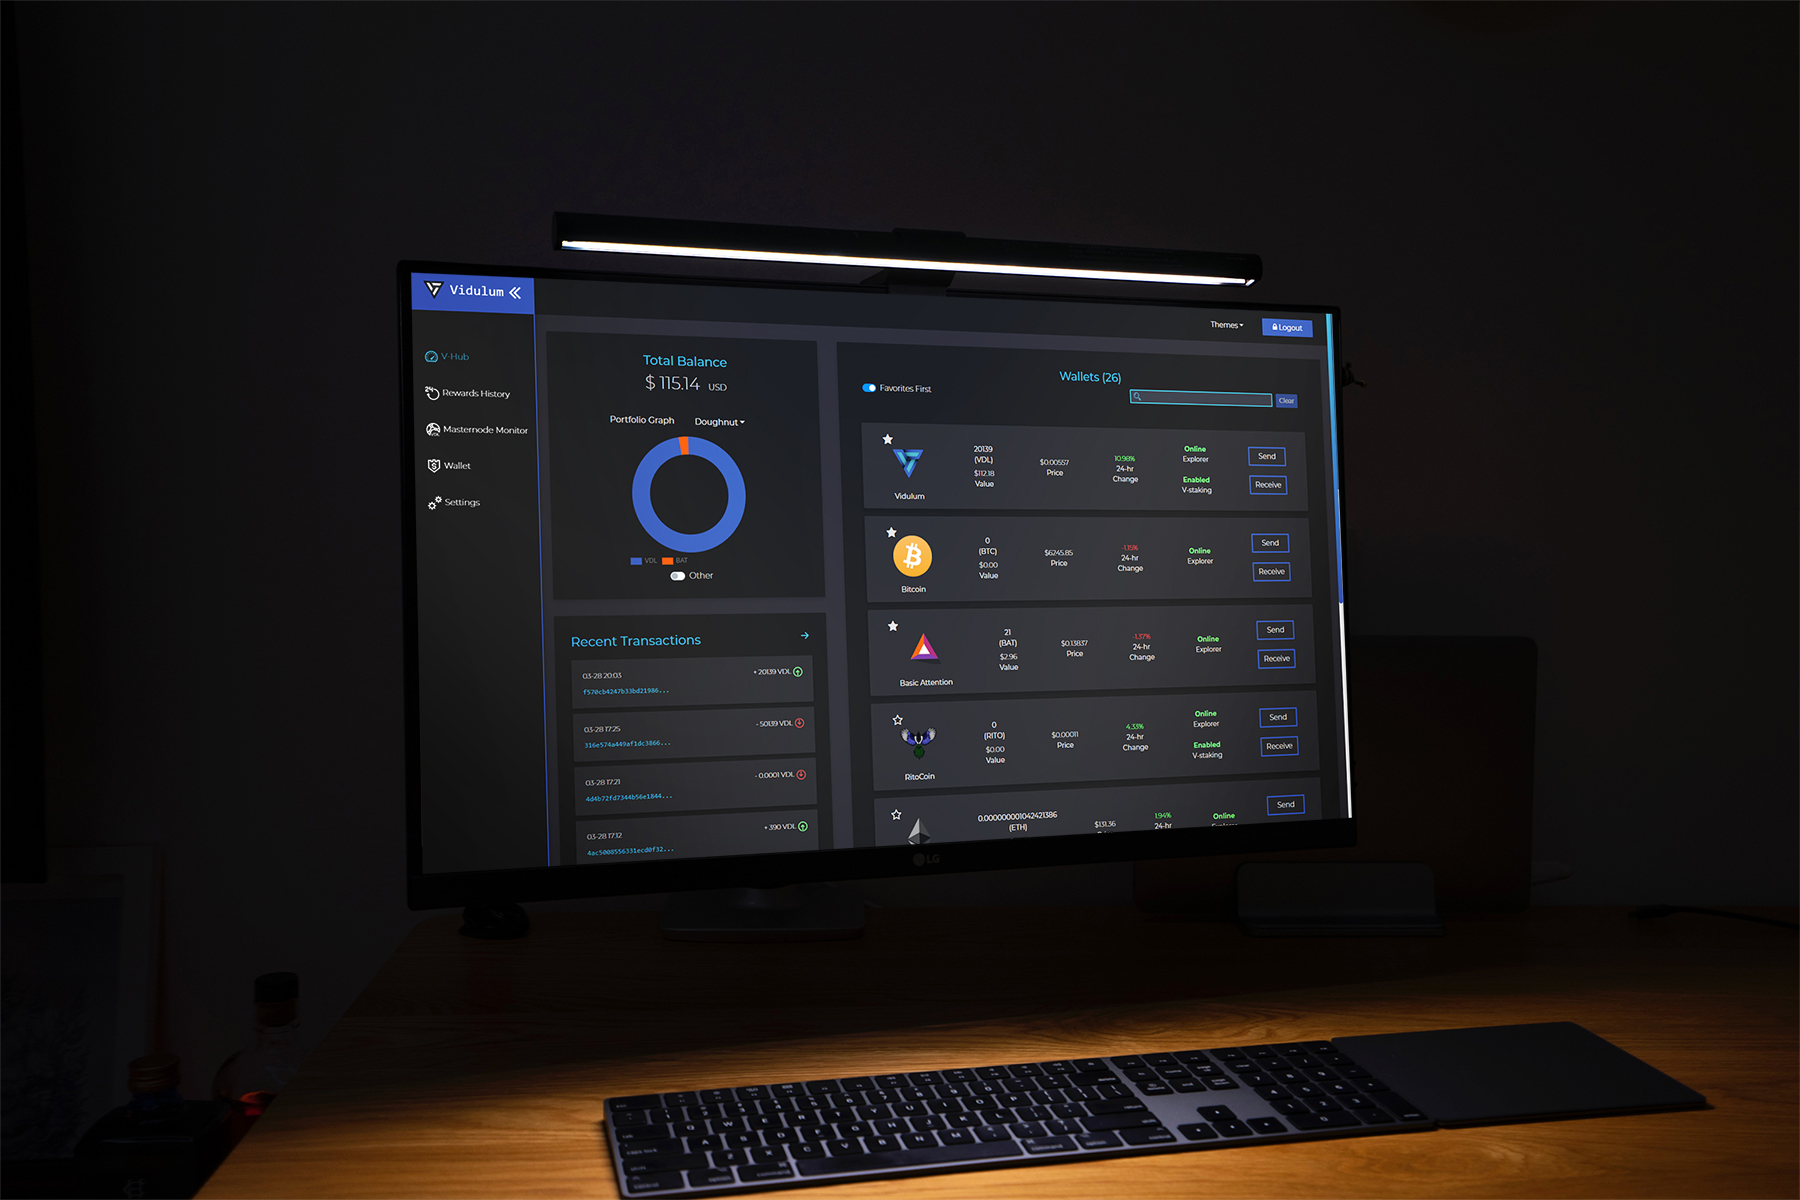 Vidulum
Themes
Logout
V-Hub
Rewards History
Masternode Monitor
Wallet
Settings
Total Balance
$ 115.14 USD
Portfolio Graph
Doughnut
VDL
BAT
Other
Recent Transactions
03-28 20:03
+ 20139 VDL
f570cb4247b33bd21986...
03-28 17:25
- 50139 VDL
316e574a449af1dc3866...
03-28 17:21
- 0.0001 VDL
4d4b72fd7344b56e1844...
03-28 17:12
+ 390 VDL
4ac5008556331ecd0f32...
Wallets (26)
Favorites First
Clear
Vidulum
20139
(VDL)
$112.18
Value
$0.00557
Price
10.98%
24-hr
Change
Online
Explorer
Enabled
V-staking
Send
Receive
Bitcoin
0
(BTC)
$0.00
Value
$6245.85
Price
-1.15%
24-hr
Change
Online
Explorer
Send
Receive
Basic Attention
21
(BAT)
$2.96
Value
$0.13837
Price
-1.37%
24-hr
Change
Online
Explorer
Send
Receive
RitoCoin
0
(RITO)
$0.00
Value
$0.00011
Price
4.33%
24-hr
Change
Online
Explorer
Enabled
V-staking
Send
Receive
0.000000001042421386
(ETH)
$131.36
1.94%
24-hr
Online
Send
LG